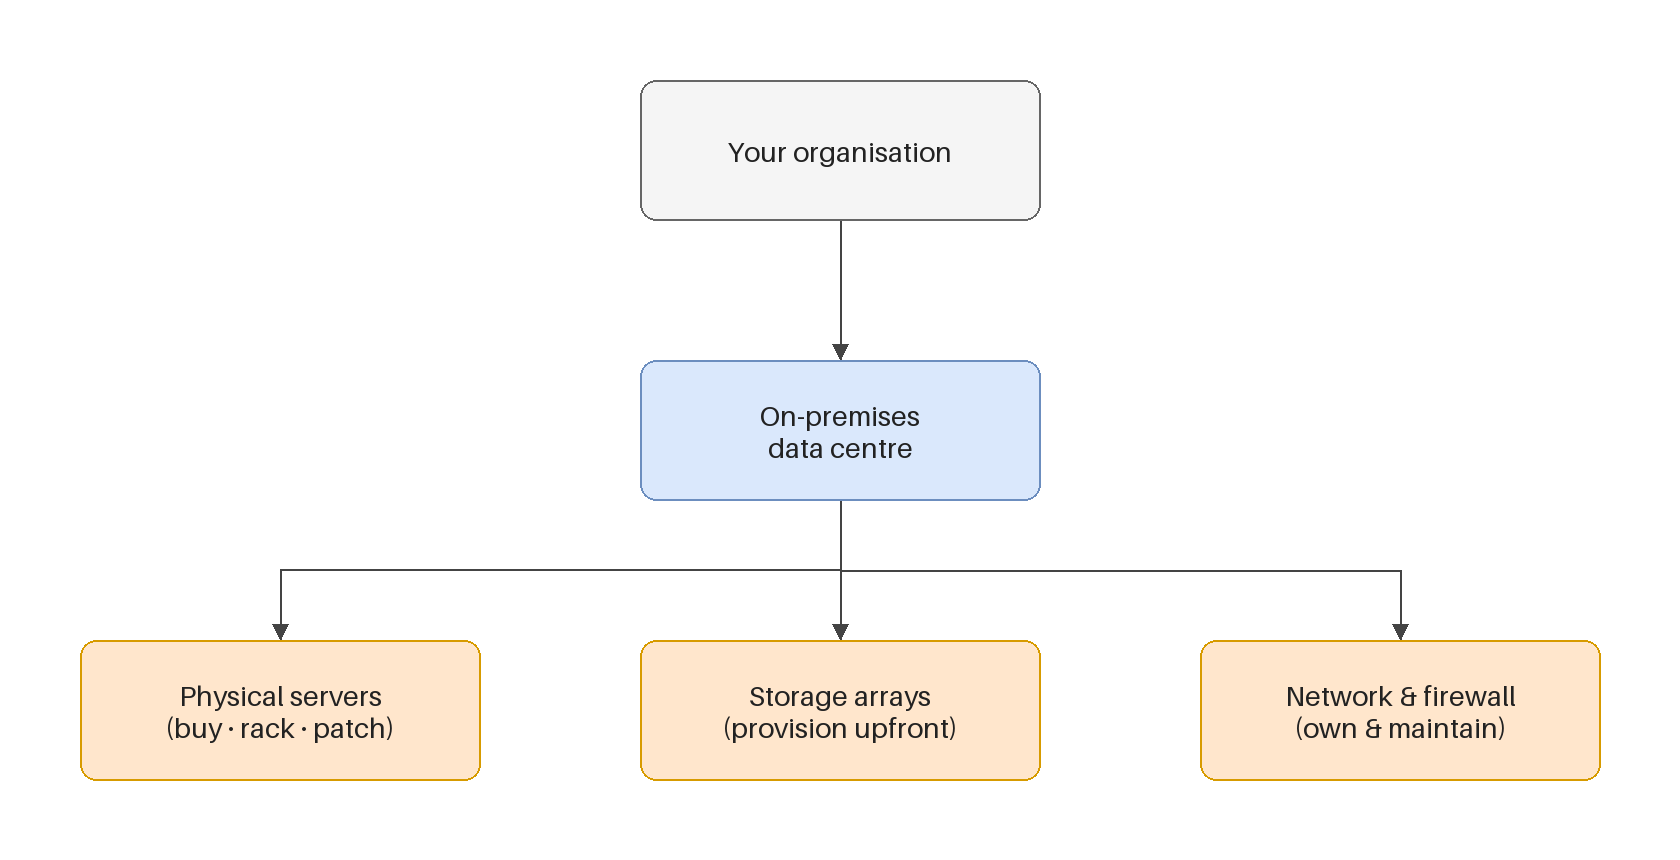 Your organisation
On-premises
data centre
Physical servers
(buy · rack · patch)
Storage arrays
(provision upfront)
Network & firewall
(own & maintain)